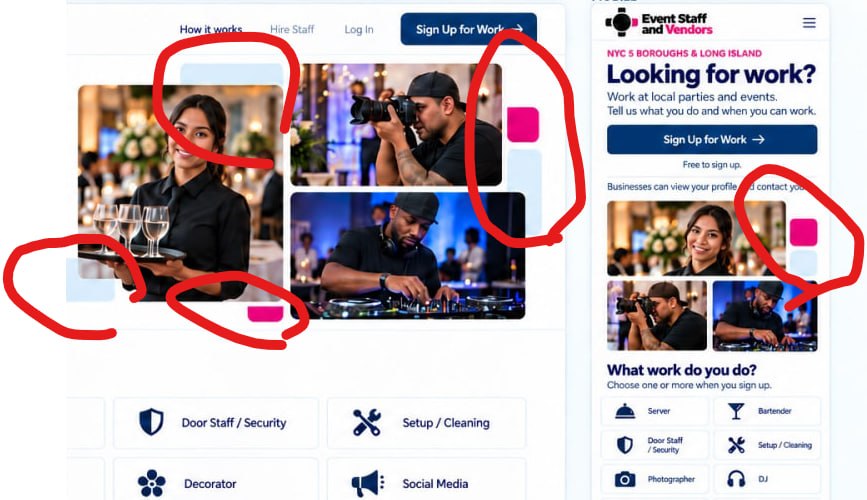 How it works
Hire Staff
Log In
Sign Up for Work →
Door Staff / Security
Setup / Cleaning
Decorator
Social Media
Event Staff
and Vendors
NYC 5 BOROUGHS & LONG ISLAND
Looking for work?
Work at local parties and events.
Tell us what you do and when you can work.
Sign Up for Work →
Free to sign up.
Businesses can view your profile and contact
What work do you do?
Choose one or more when you sign up.
Server
Bartender
Door Staff
/ Security
Setup / Cleaning
Photographer
DJ